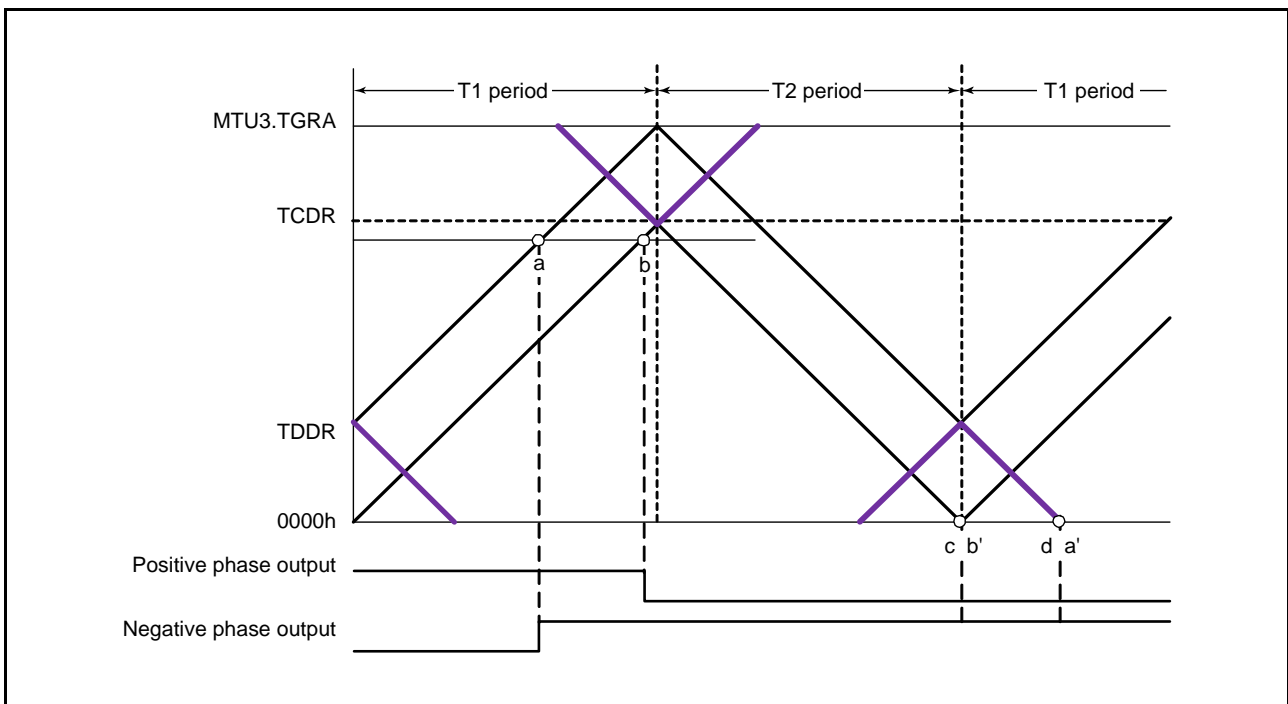 T1 period T2 period T1 period
MTU3.TGRA
TCDR
a b
TDDR
0000h
c b' d a'
Positive phase output
Negative phase output